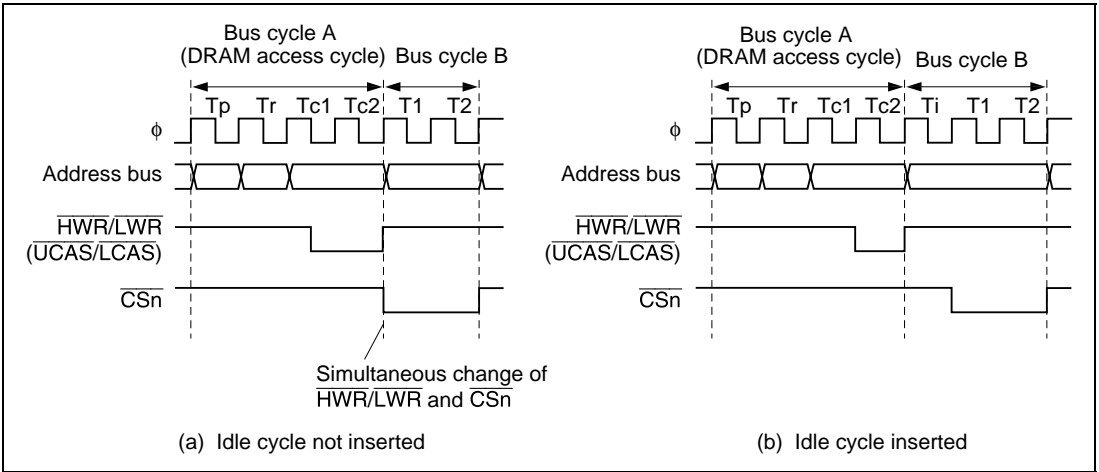 Bus cycle A
(DRAM access cycle) Bus cycle B
Tp Tr Tc1 Tc2 T1 T2
ϕ
Address bus
HWR/LWR
(UCAS/LCAS)
CSn
Simultaneous change of
HWR/LWR and CSn
(a) Idle cycle not inserted
Bus cycle A
(DRAM access cycle) Bus cycle B
Tp Tr Tc1 Tc2 Ti T1 T2
ϕ
Address bus
HWR/LWR
(UCAS/LCAS)
CSn
(b) Idle cycle inserted